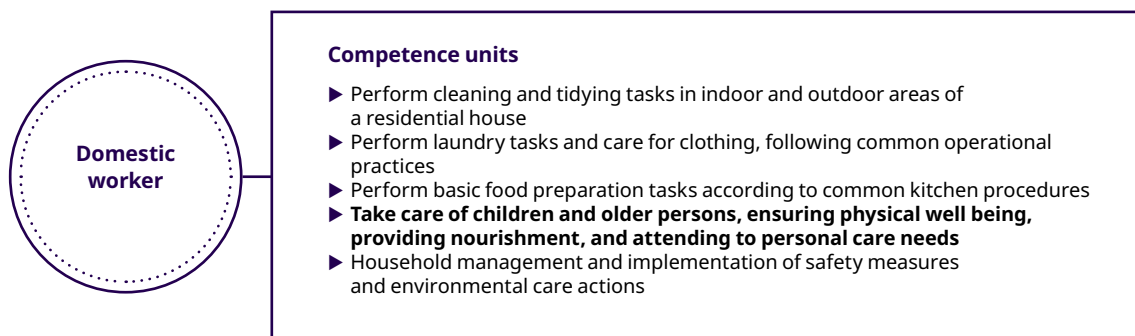 Domestic
worker
Competence units
▶ Perform cleaning and tidying tasks in indoor and outdoor areas of
a residential house
▶ Perform laundry tasks and care for clothing, following common operational
practices
▶ Perform basic food preparation tasks according to common kitchen procedures
▶ Take care of children and older persons, ensuring physical well being,
providing nourishment, and attending to personal care needs
▶ Household management and implementation of safety measures
and environmental care actions